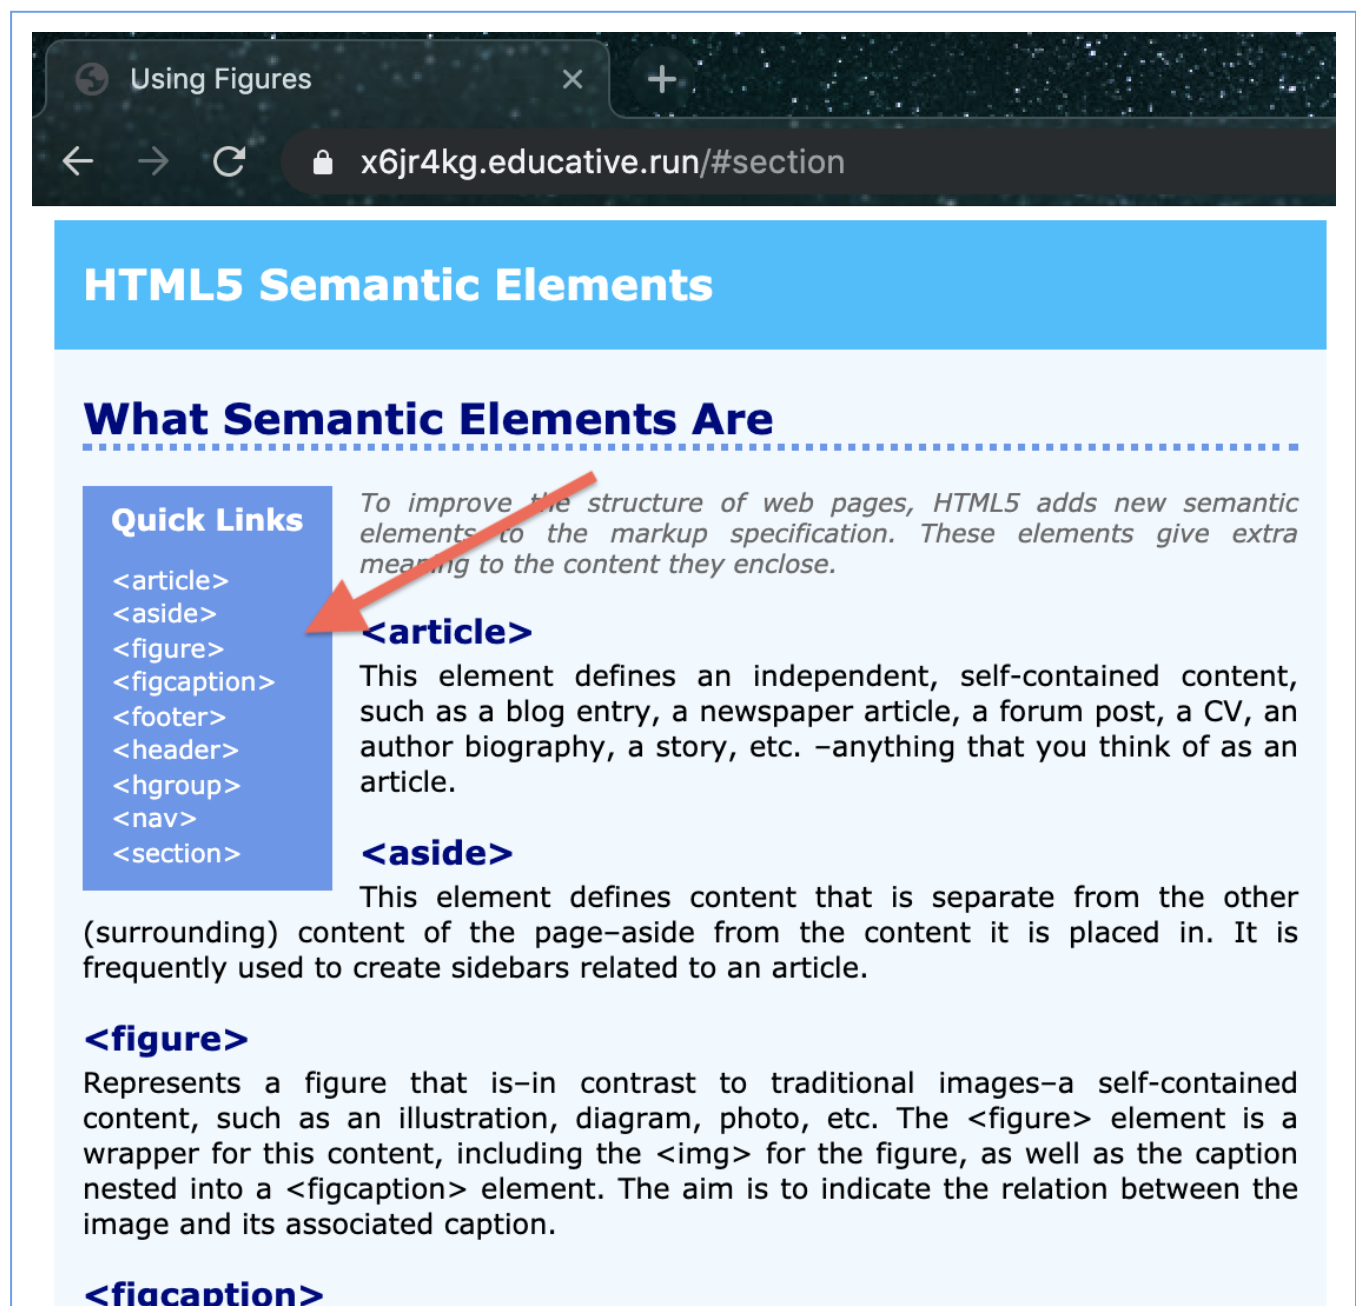 Using Figures
x6jr4kg.educative.run/#section
HTML5 Semantic Elements
What Semantic Elements Are
Quick Links
<article>
<aside>
<figure>
<figcaption>
<footer>
<header>
<hgroup>
<nav>
<section>
To improve the structure of web pages, HTML5 adds new semantic
elements to the markup specification. These elements give extra
meaning to the content they enclose.
<article>
This element defines an independent, self-contained content,
such as a blog entry, a newspaper article, a forum post, a CV, an
author biography, a story, etc. –anything that you think of as an
article.
<aside>
This element defines content that is separate from the other
(surrounding) content of the page–aside from the content it is placed in. It is
frequently used to create sidebars related to an article.
<figure>
Represents a figure that is–in contrast to traditional images–a self-contained
content, such as an illustration, diagram, photo, etc. The <figure> element is a
wrapper for this content, including the <img> for the figure, as well as the caption
nested into a <figcaption> element. The aim is to indicate the relation between the
image and its associated caption.
<figcaption>